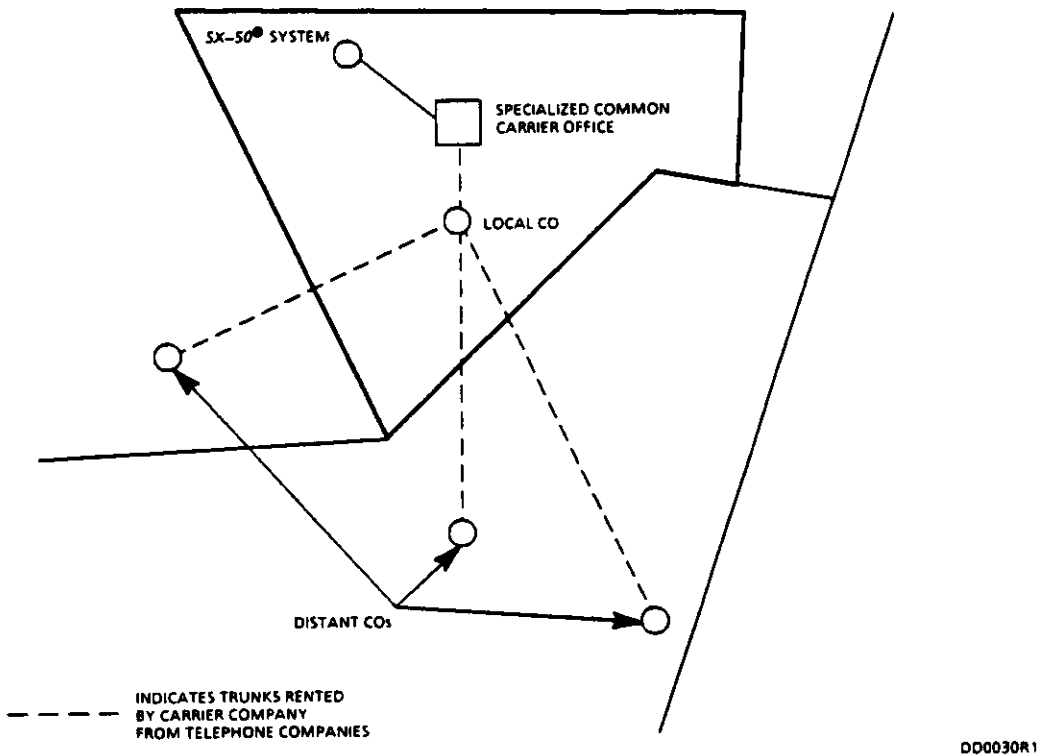 SX-50® SYSTEM
SPECIALIZED COMMON
CARRIER OFFICE
LOCAL CO
DISTANT COs
INDICATES TRUNKS RENTED
BY CARRIER COMPANY
FROM TELEPHONE COMPANIES
DD0030R1